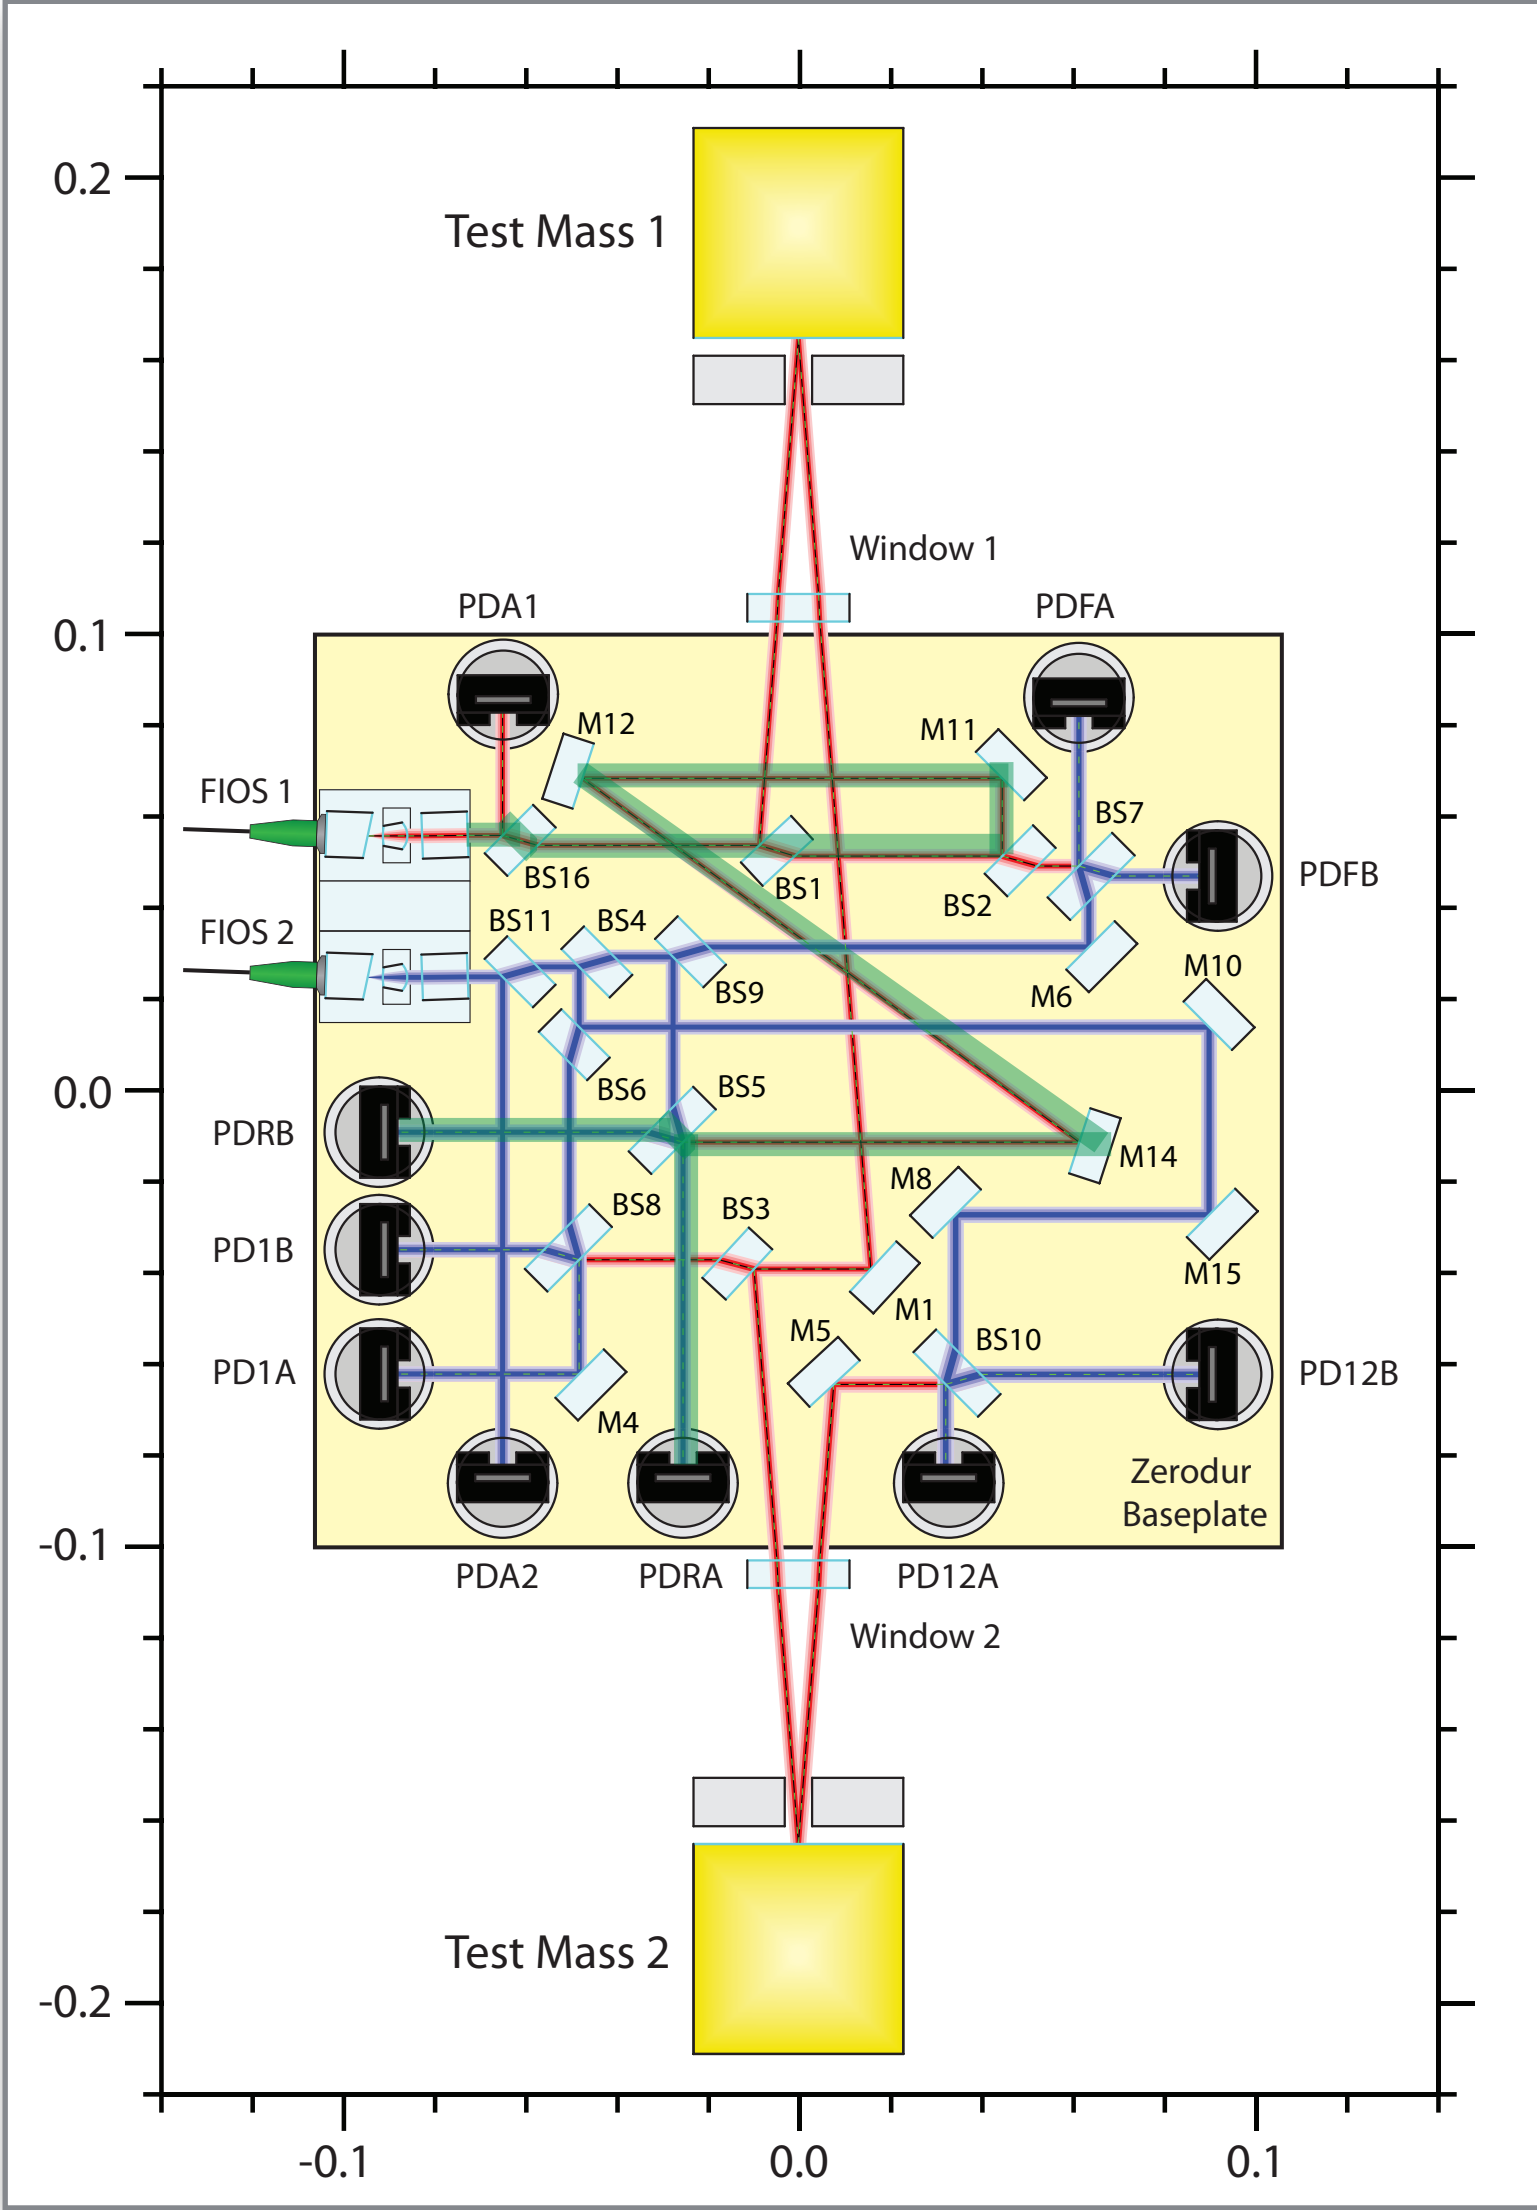 0.2
Test Mass 1
Window 1
PDA1
PDFA
0.1
M12
M11
FIOS 1
BS7
BS16
BS1
BS2
PDFB
FIOS 2
BS11
BS4
BS9
M6
M10
0.0
BS6
BS5
PDRB
M14
M8
BS8
BS3
PD1B
M15
M1
M5
BS10
PD1A
PD12B
M4
Zerodur
Baseplate
-0.1
PDA2
PDRA
PD12A
Window 2
Test Mass 2
-0.2
-0.1
0.0
0.1